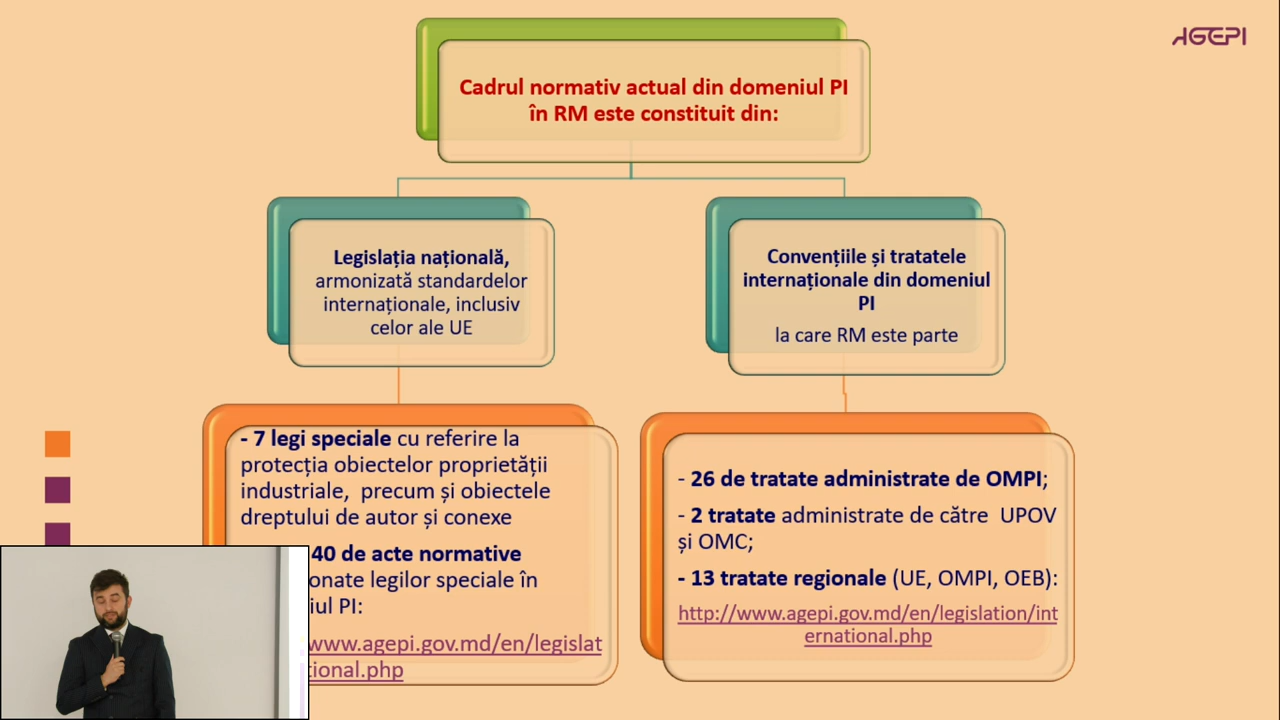 AGEPI
Cadrul normativ actual din domeniul PI
în RM este constituit din:
Legislația națională,
armonizată standardelor
internaționale, inclusiv
celor ale UE
Convențiile și tratatele
internaționale din domeniul
PI
la care RM este parte
- 7 legi speciale cu referire la
protecția obiectelor proprietății
industriale, precum și obiectele
dreptului de autor și conexe
40 de acte normative
onate legilor speciale în
iul PI:
www.agepi.gov.md/en/legislat
tional.php
- 26 de tratate administrate de OMPI;
- 2 tratate administrate de către UPOV
și OMC;
- 13 tratate regionale (UE, OMPI, OEB):
http://www.agepi.gov.md/en/legislation/int
ernational.php